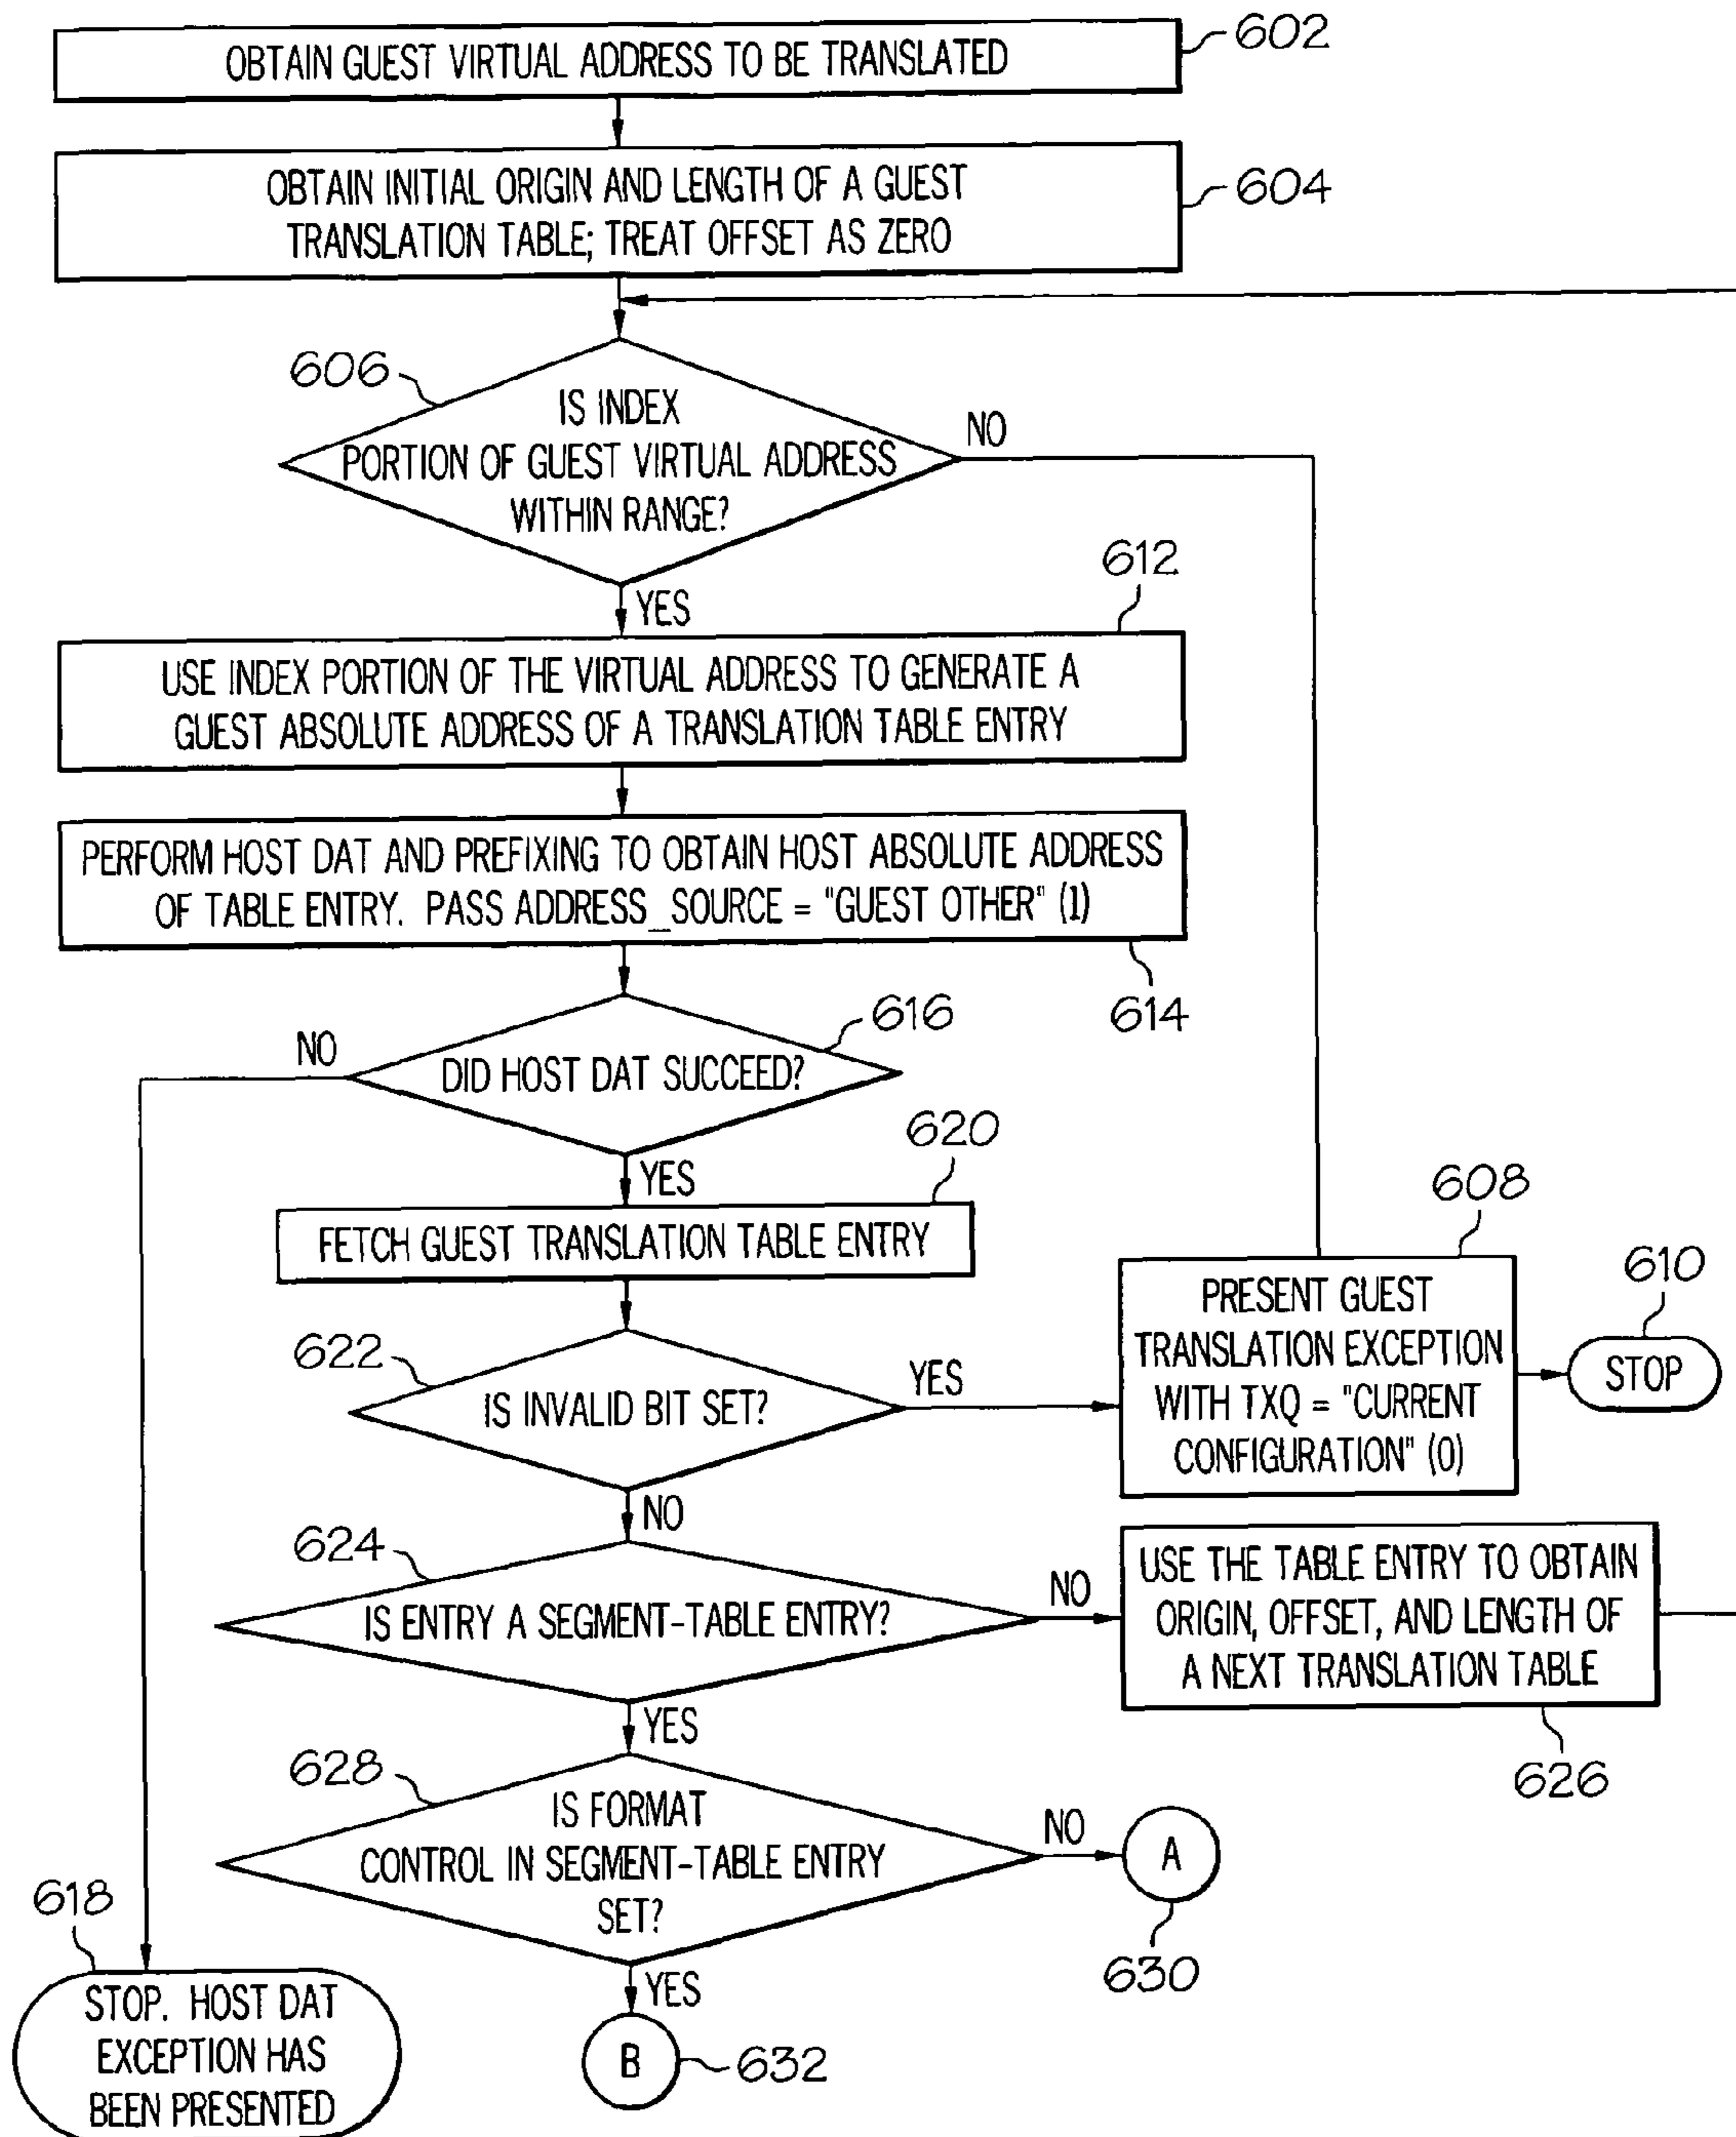 OBTAIN GUEST VIRTUAL ADDRESS TO BE TRANSLATED
602
OBTAIN INITIAL ORIGIN AND LENGTH OF A GUEST
TRANSLATION TABLE; TREAT OFFSET AS ZERO
604
606
IS INDEX
PORTION OF GUEST VIRTUAL ADDRESS
WITHIN RANGE?
NO
YES
612
USE INDEX PORTION OF THE VIRTUAL ADDRESS TO GENERATE A
GUEST ABSOLUTE ADDRESS OF A TRANSLATION TABLE ENTRY
PERFORM HOST DAT AND PREFIXING TO OBTAIN HOST ABSOLUTE ADDRESS
OF TABLE ENTRY. PASS ADDRESS_SOURCE = "GUEST OTHER" (1)
614
616
NO
DID HOST DAT SUCCEED?
YES
620
FETCH GUEST TRANSLATION TABLE ENTRY
608
PRESENT GUEST
TRANSLATION EXCEPTION
WITH TXQ = "CURRENT
CONFIGURATION" (0)
610
STOP
622
IS INVALID BIT SET?
YES
NO
624
IS ENTRY A SEGMENT-TABLE ENTRY?
NO
USE THE TABLE ENTRY TO OBTAIN
ORIGIN, OFFSET, AND LENGTH OF
A NEXT TRANSLATION TABLE
626
YES
628
IS FORMAT
CONTROL IN SEGMENT-TABLE ENTRY
SET?
NO
A
630
YES
B
632
618
STOP. HOST DAT
EXCEPTION HAS
BEEN PRESENTED